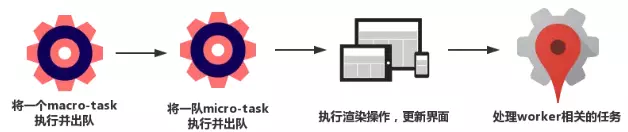 将一个macro-task
执行并出队
将一队micro-task
执行并出队
执行渲染操作，更新界面
处理worker相关的任务